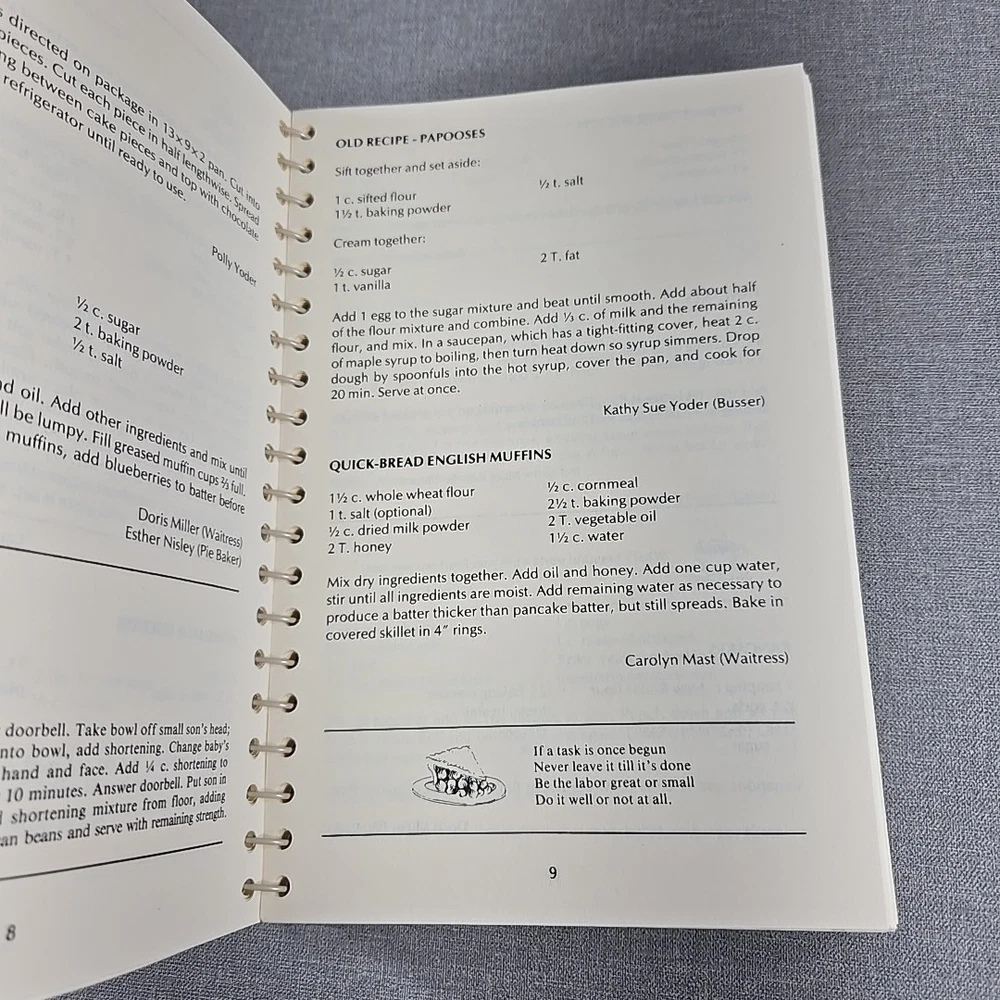 directed on package in 13×9×2 pan. Cut into
pieces. Cut each piece in half lengthwise. Spread
between cake pieces and top with chocolate
refrigerator until ready to use.
Polly Yoder
½ c. sugar
2 t. baking powder
½ t. salt
oil. Add other ingredients and mix until
be lumpy. Fill greased muffin cups ⅔ full.
muffins, add blueberries to batter before
Doris Miller (Waitress)
Esther Nisley (Pie Baker)
doorbell. Take bowl off small son's head;
into bowl, add shortening. Change baby's
hand and face. Add ¼ c. shortening to
10 minutes. Answer doorbell. Put son in
shortening mixture from floor, adding
beans and serve with remaining strength.
8
OLD RECIPE - PAPOOSES
Sift together and set aside:
1 c. sifted flour ½ t. salt
1½ t. baking powder
Cream together:
½ c. sugar 2 T. fat
1 t. vanilla
Add 1 egg to the sugar mixture and beat until smooth. Add about half
of the flour mixture and combine. Add ⅓ c. of milk and the remaining
flour, and mix. In a saucepan, which has a tight-fitting cover, heat 2 c.
of maple syrup to boiling, then turn heat down so syrup simmers. Drop
dough by spoonfuls into the hot syrup, cover the pan, and cook for
20 min. Serve at once.
Kathy Sue Yoder (Busser)
QUICK-BREAD ENGLISH MUFFINS
1½ c. whole wheat flour ½ c. cornmeal
1 t. salt (optional) 2½ t. baking powder
½ c. dried milk powder 2 T. vegetable oil
2 T. honey 1½ c. water
Mix dry ingredients together. Add oil and honey. Add one cup water,
stir until all ingredients are moist. Add remaining water as necessary to
produce a batter thicker than pancake batter, but still spreads. Bake in
covered skillet in 4" rings.
Carolyn Mast (Waitress)
If a task is once begun
Never leave it till it's done
Be the labor great or small
Do it well or not at all.
9